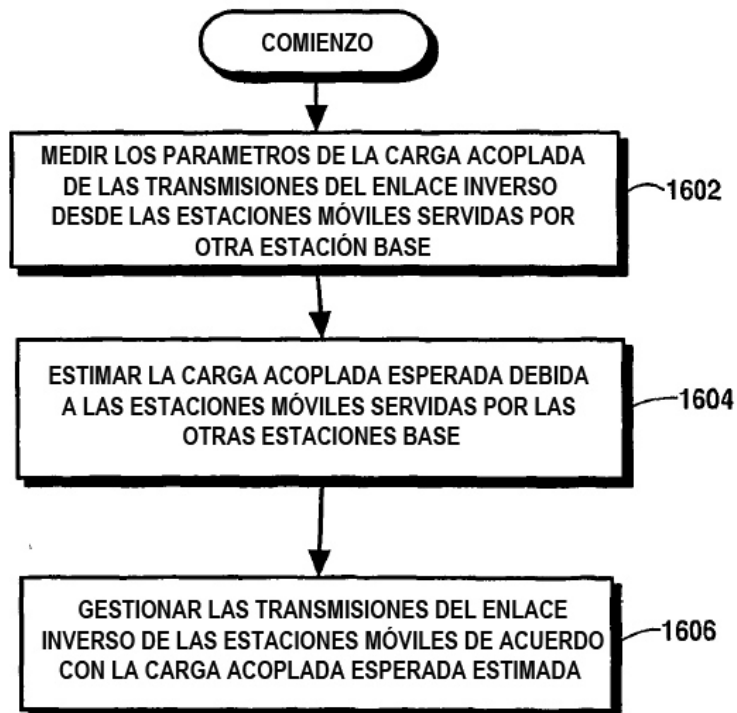 COMIENZO
MEDIR LOS PARAMETROS DE LA CARGA ACOPLADA
DE LAS TRANSMISIONES DEL ENLACE INVERSO
DESDE LAS ESTACIONES MÓVILES SERVIDAS POR
OTRA ESTACIÓN BASE
1602
ESTIMAR LA CARGA ACOPLADA ESPERADA DEBIDA
A LAS ESTACIONES MÓVILES SERVIDAS POR LAS
OTRAS ESTACIONES BASE
1604
GESTIONAR LAS TRANSMISIONES DEL ENLACE
INVERSO DE LAS ESTACIONES MÓVILES DE ACUERDO
CON LA CARGA ACOPLADA ESPERADA ESTIMADA
1606